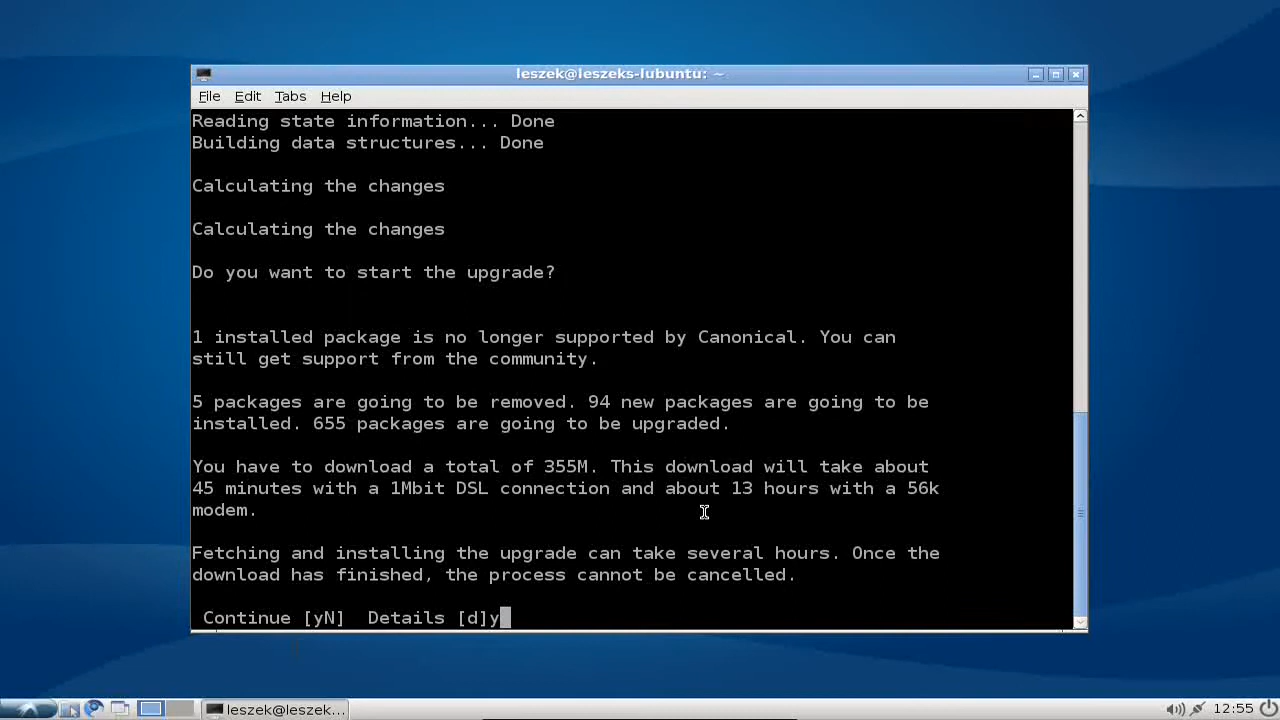 leszek@leszeks-lubuntu: ~
File Edit Tabs Help
Reading state information... Done
Building data structures... Done
Calculating the changes
Calculating the changes
Do you want to start the upgrade?
1 installed package is no longer supported by Canonical. You can
still get support from the community.
5 packages are going to be removed. 94 new packages are going to be
installed. 655 packages are going to be upgraded.
You have to download a total of 355M. This download will take about
45 minutes with a 1Mbit DSL connection and about 13 hours with a 56k
modem.
Fetching and installing the upgrade can take several hours. Once the
download has finished, the process cannot be cancelled.
Continue [yN]  Details [d]y
leszek@leszek... 12:55